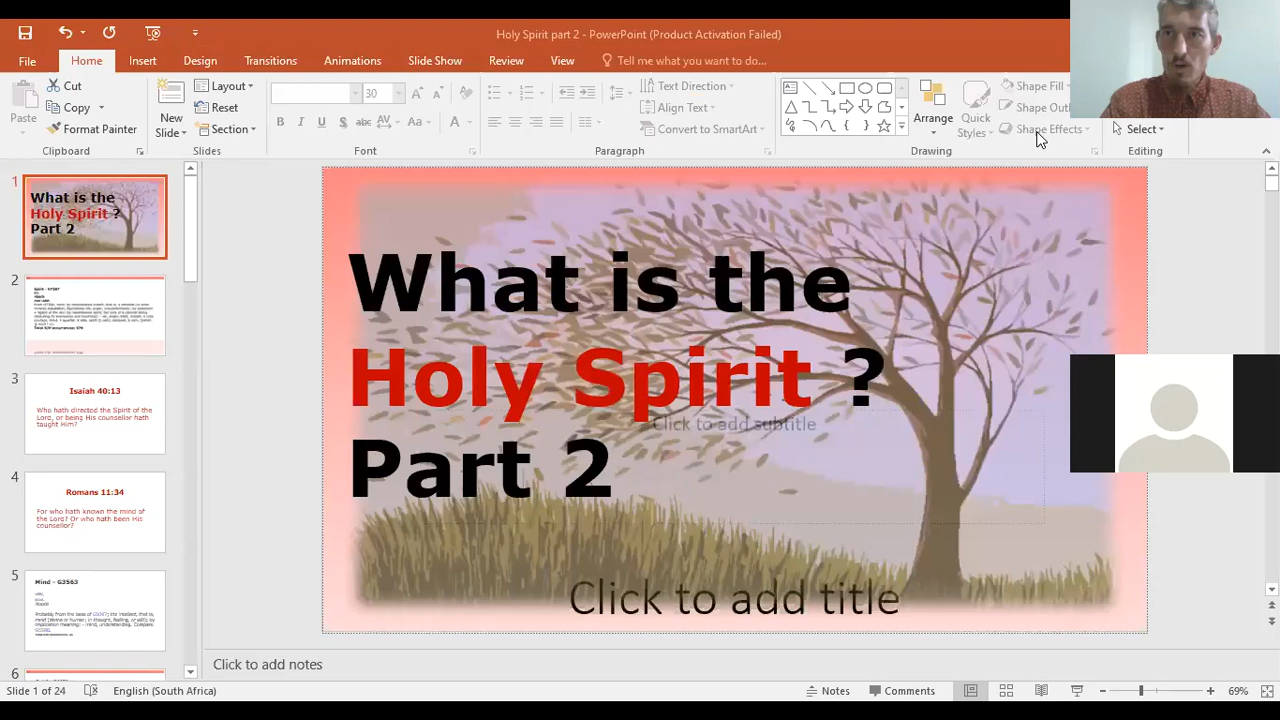 Holy Spirit part 2 - PowerPoint (Product Activation Failed)
File Home Insert Design Transitions Animations Slide Show Review View Tell me what you want to do...
Paste
Cut
Copy
Format Painter
Clipboard
New Slide
Layout
Reset
Section
Slides
30
B I U S abc AV Aa A
Font
Text Direction
Align Text
Convert to SmartArt
Paragraph
Arrange
Quick Styles
Shape Fill
Shape Outl
Shape Effects
Drawing
Select
Editing
1
What is the
Holy Spirit ?
Part 2
2
3
Isaiah 40:13
Who hath directed the Spirit of the
Lord, or being His counsellor hath
taught Him?
4
Romans 11:34
For who hath known the mind of
the Lord? Or who hath been His
counsellor?
5
Mind - G3563
6
What is the
Holy Spirit ?
Click to add subtitle
Part 2
Click to add title
Click to add notes
Slide 1 of 24 English (South Africa) Notes Comments 69%